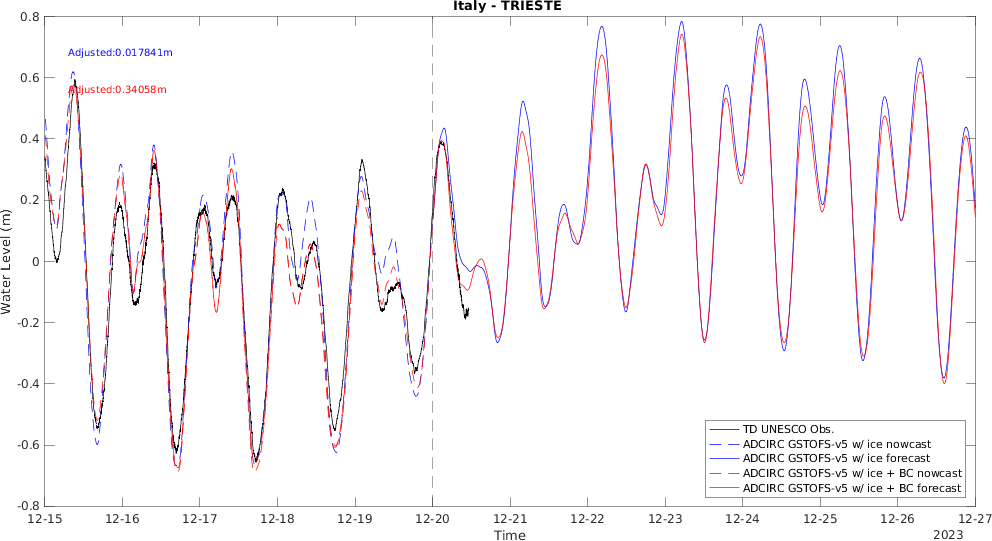 Italy - TRIESTE
Adjusted:0.017841m
Adjusted:0.34058m
Water Level (m)
0.8
0.6
0.4
0.2
0
-0.2
-0.4
-0.6
-0.8
TD UNESCO Obs.
ADCIRC GSTOFS-v5 w/ ice nowcast
ADCIRC GSTOFS-v5 w/ ice forecast
ADCIRC GSTOFS-v5 w/ ice + BC nowcast
ADCIRC GSTOFS-v5 w/ ice + BC forecast
12-15 12-16 12-17 12-18 12-19 12-20 12-21 12-22 12-23 12-24 12-25 12-26 12-27
Time
2023